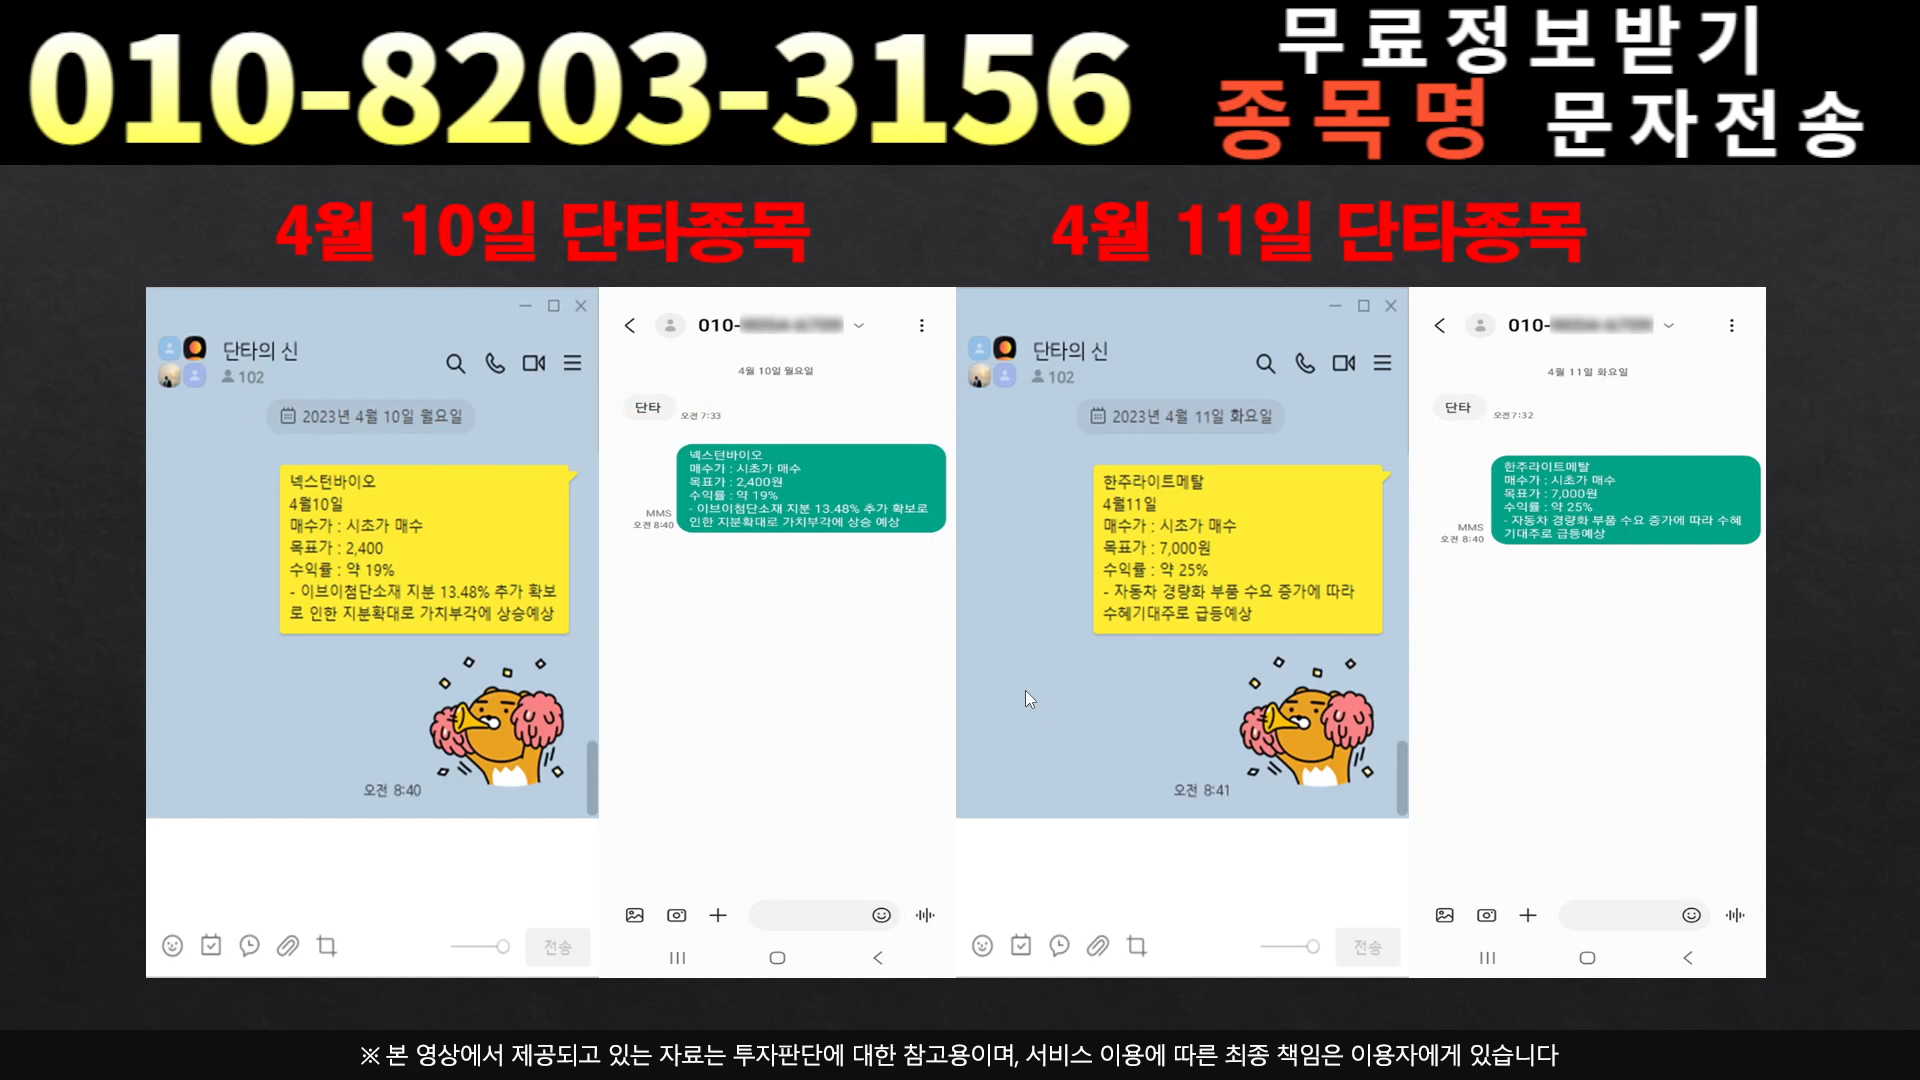 010-8203-3156
무료정보받기
종목명 문자전송
4월 10일 단타종목
4월 11일 단타종목
단타의 신
102
2023년 4월 10일 월요일
넥스턴바이오
4월10일
매수가 : 시초가 매수
목표가 : 2,400
수익률 : 약 19%
- 이브이첨단소재 지분 13.48% 추가 확보
로 인한 지분확대로 가치부각에 상승예상
오전 8:40
전송
010-
4월 10일 월요일
단타
오전 7:33
넥스턴바이오
매수가 : 시초가 매수
목표가 : 2,400원
수익률 : 약 19%
- 이브이첨단소재 지분 13.48% 추가 확보로
인한 지분확대로 가치부각에 상승 예상
MMS
오전 8:40
단타의 신
102
2023년 4월 11일 화요일
한주라이트메탈
4월11일
매수가 : 시초가 매수
목표가 : 7,000원
수익률 : 약 25%
- 자동차 경량화 부품 수요 증가에 따라
수혜기대주로 급등예상
오전 8:41
전송
010-
4월 11일 화요일
단타
오전 7:32
한주라이트메탈
매수가 : 시초가 매수
목표가 : 7,000원
수익률 : 약 25%
- 자동차 경량화 부품 수요 증가에 따라 수혜
기대주로 급등예상
MMS
오전 8:40
※ 본 영상에서 제공되고 있는 자료는 투자판단에 대한 참고용이며, 서비스 이용에 따른 최종 책임은 이용자에게 있습니다